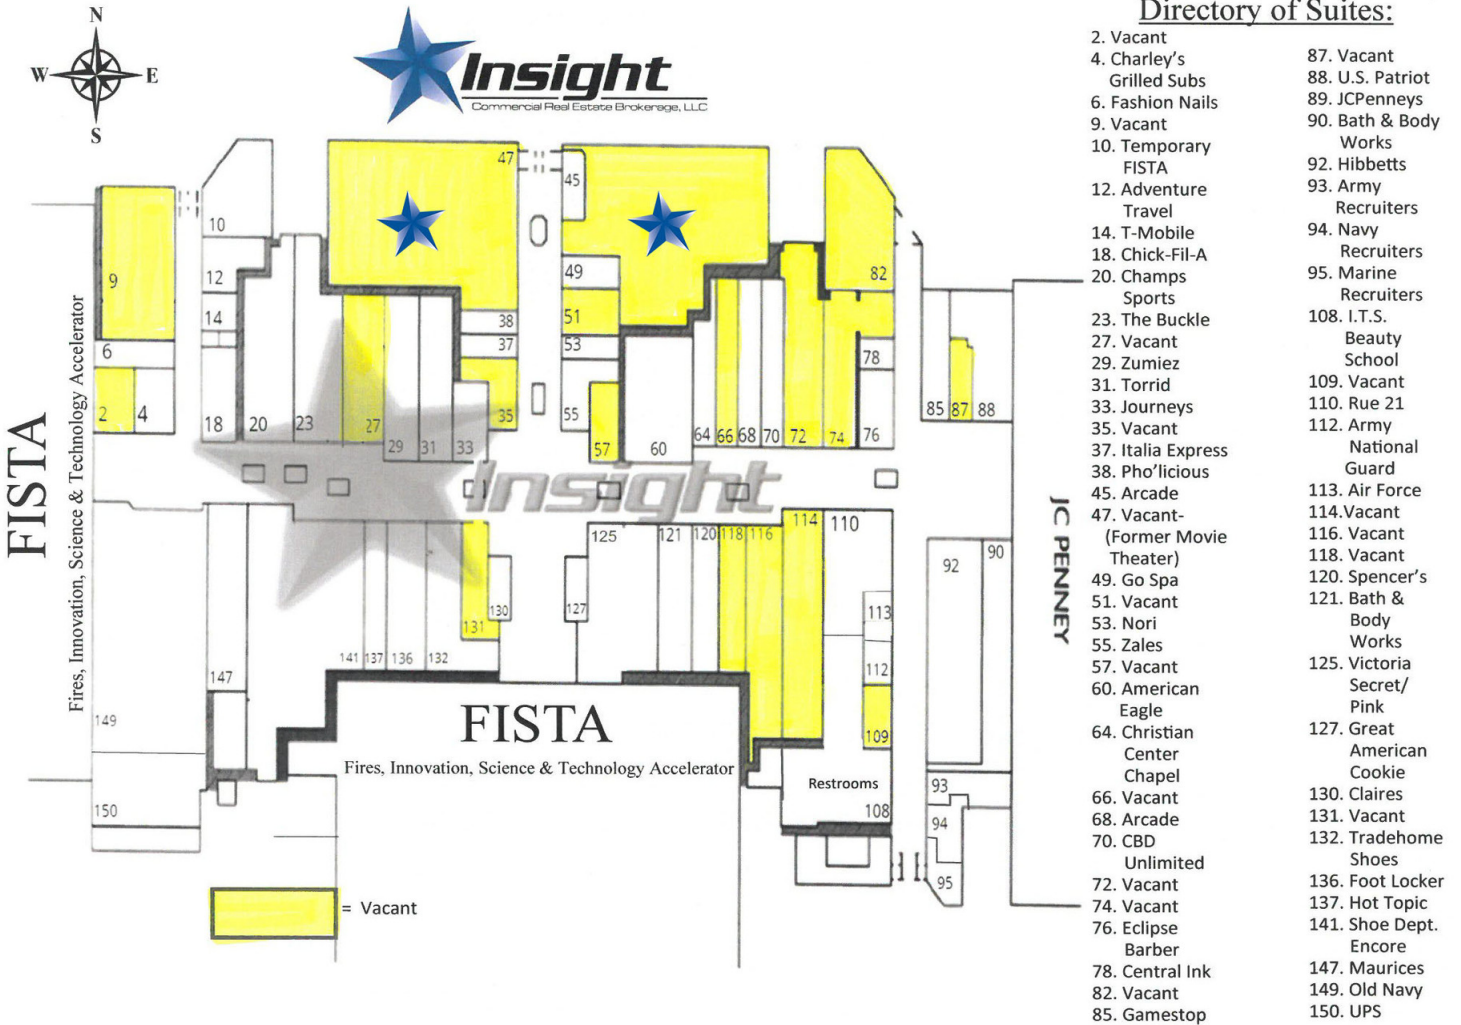 Directory of Suites:
N
W E
S
Insight
Commercial Real Estate Brokerage, LLC
2. Vacant
4. Charley's
Grilled Subs
6. Fashion Nails
9. Vacant
10. Temporary
FISTA
12. Adventure
Travel
14. T-Mobile
18. Chick-Fil-A
20. Champs
Sports
23. The Buckle
27. Vacant
29. Zumiez
31. Torrid
33. Journeys
35. Vacant
37. Italia Express
38. Pho'licious
45. Arcade
47. Vacant-
(Former Movie
Theater)
49. Go Spa
51. Vacant
53. Nori
55. Zales
57. Vacant
60. American
Eagle
64. Christian
Center
Chapel
66. Vacant
68. Arcade
70. CBD
Unlimited
72. Vacant
74. Vacant
76. Eclipse
Barber
78. Central Ink
82. Vacant
85. Gamestop
87. Vacant
88. U.S. Patriot
89. JCPenneys
90. Bath & Body
Works
92. Hibbetts
93. Army
Recruiters
94. Navy
Recruiters
95. Marine
Recruiters
108. I.T.S.
Beauty
School
109. Vacant
110. Rue 21
112. Army
National
Guard
113. Air Force
114.Vacant
116. Vacant
118. Vacant
120. Spencer's
121. Bath &
Body
Works
125. Victoria
Secret/
Pink
127. Great
American
Cookie
130. Claires
131. Vacant
132. Tradehome
Shoes
136. Foot Locker
137. Hot Topic
141. Shoe Dept.
Encore
147. Maurices
149. Old Navy
150. UPS
47
45
10
12
14
18
9
6
2 4
49
51
53
55
57
38
37
35
82
78
76
20 23 27 29 31 33
60 64 66 68 70 72 74
85 87 88
FISTA
Fires, Innovation, Science & Technology Accelerator
Insight
JC PENNEY
125 121 120 118 116 114 110
92 90
130 127
131
113
112
109
141 137 136 132
147
149
150
FISTA
Fires, Innovation, Science & Technology Accelerator
Restrooms
108
93
94
95
= Vacant